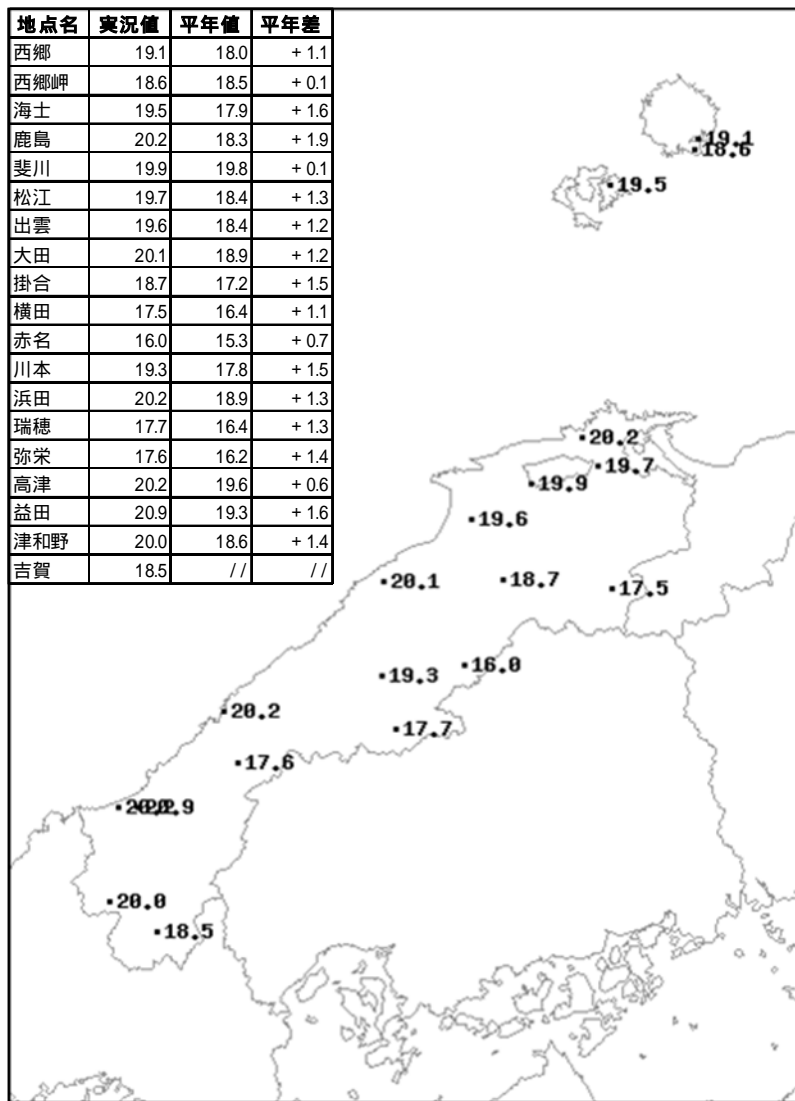 地点名 実況値 平年値 平年差
西郷 19.1 18.0 + 1.1
西郷岬 18.6 18.5 + 0.1
海士 19.5 17.9 + 1.6
鹿島 20.2 18.3 + 1.9
斐川 19.9 19.8 + 0.1
松江 19.7 18.4 + 1.3
出雲 19.6 18.4 + 1.2
大田 20.1 18.9 + 1.2
掛合 18.7 17.2 + 1.5
横田 17.5 16.4 + 1.1
赤名 16.0 15.3 + 0.7
川本 19.3 17.8 + 1.5
浜田 20.2 18.9 + 1.3
瑞穂 17.7 16.4 + 1.3
弥栄 17.6 16.2 + 1.4
高津 20.2 19.6 + 0.6
益田 20.9 19.3 + 1.6
津和野 20.0 18.6 + 1.4
吉賀 18.5 // //
19.1
18.6
19.5
20.2
19.7
19.9
19.6
20.1
18.7
17.5
16.0
19.3
20.2
17.7
17.6
20.0
18.5